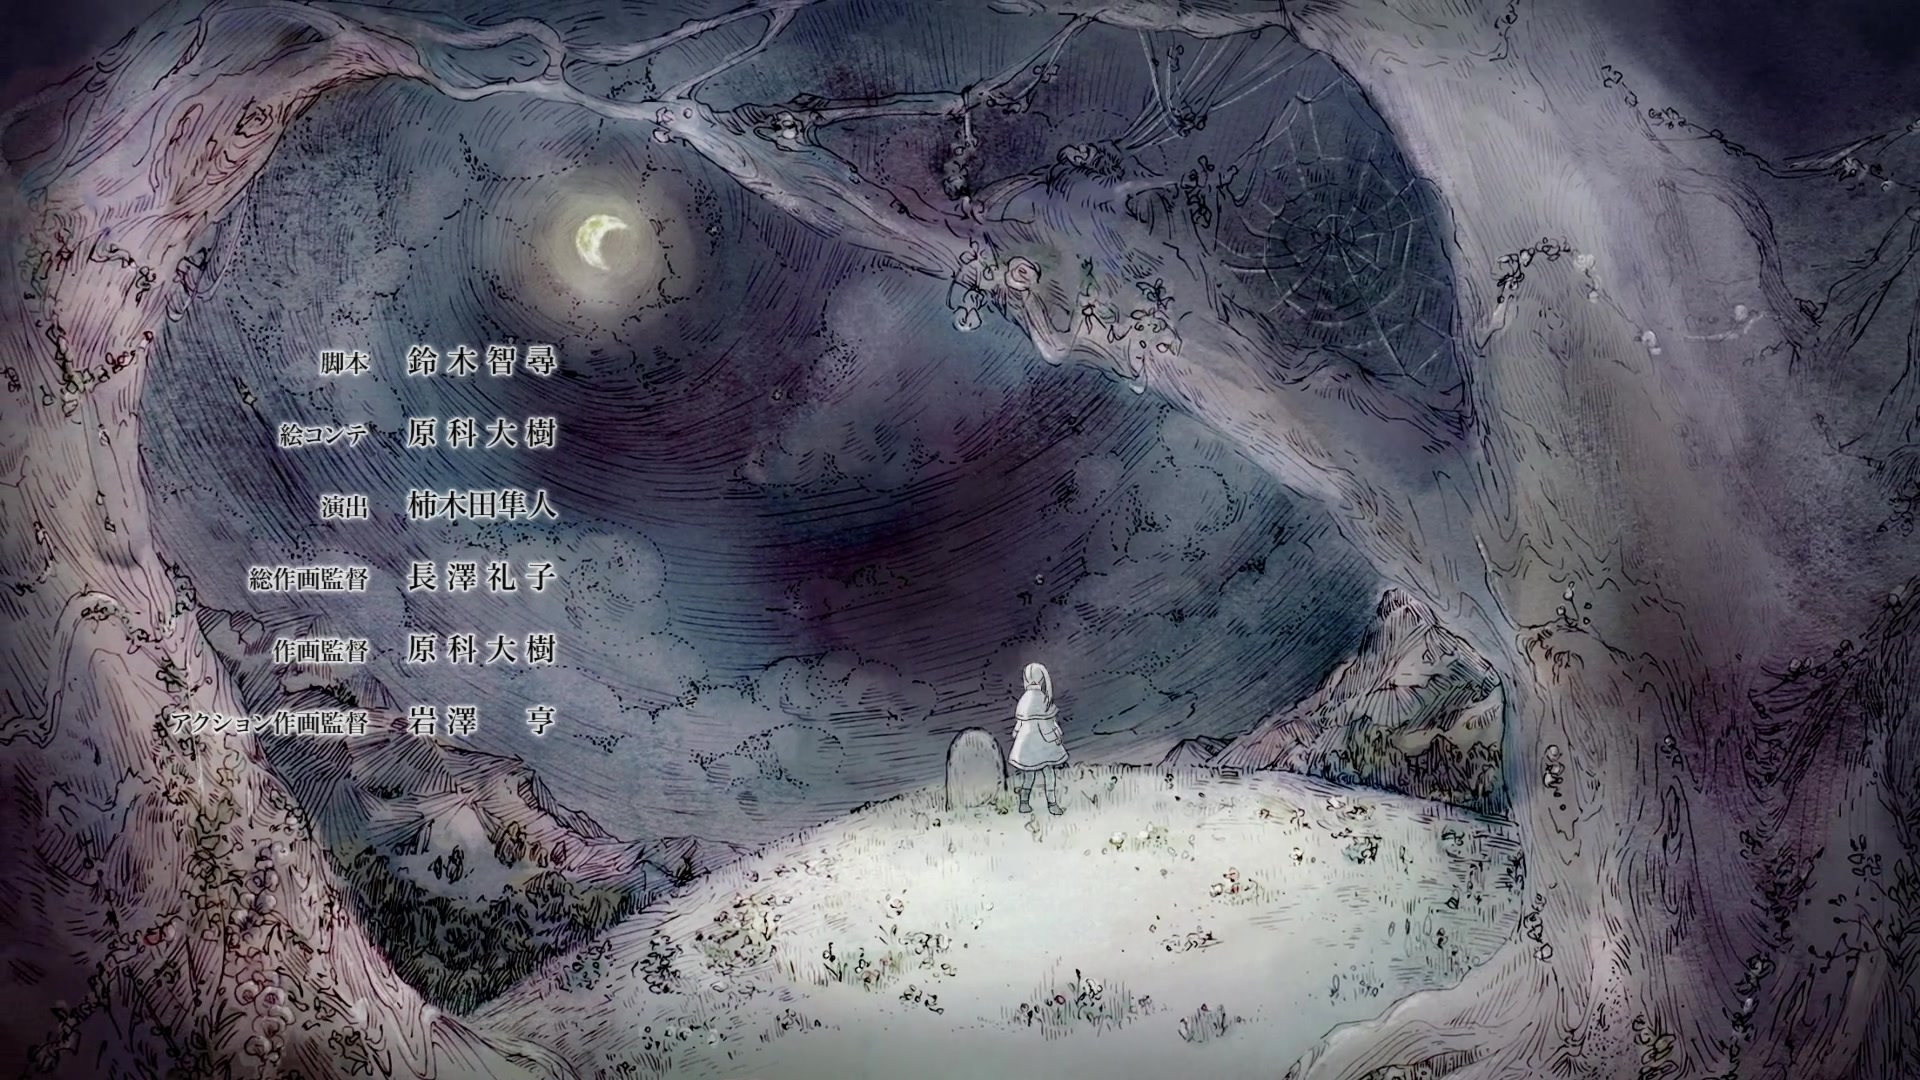 脚本 鈴木智尋
絵コンテ 原科大樹
演出 柿木田隼人
総作画監督 長澤礼子
作画監督 原科大樹
アクション作画監督 岩澤 亨